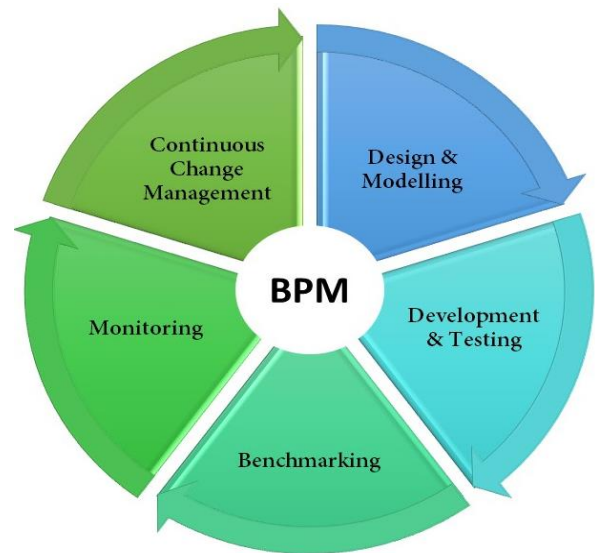 Continuous
Change
Management
Design &
Modelling
BPM
Monitoring
Development
& Testing
Benchmarking